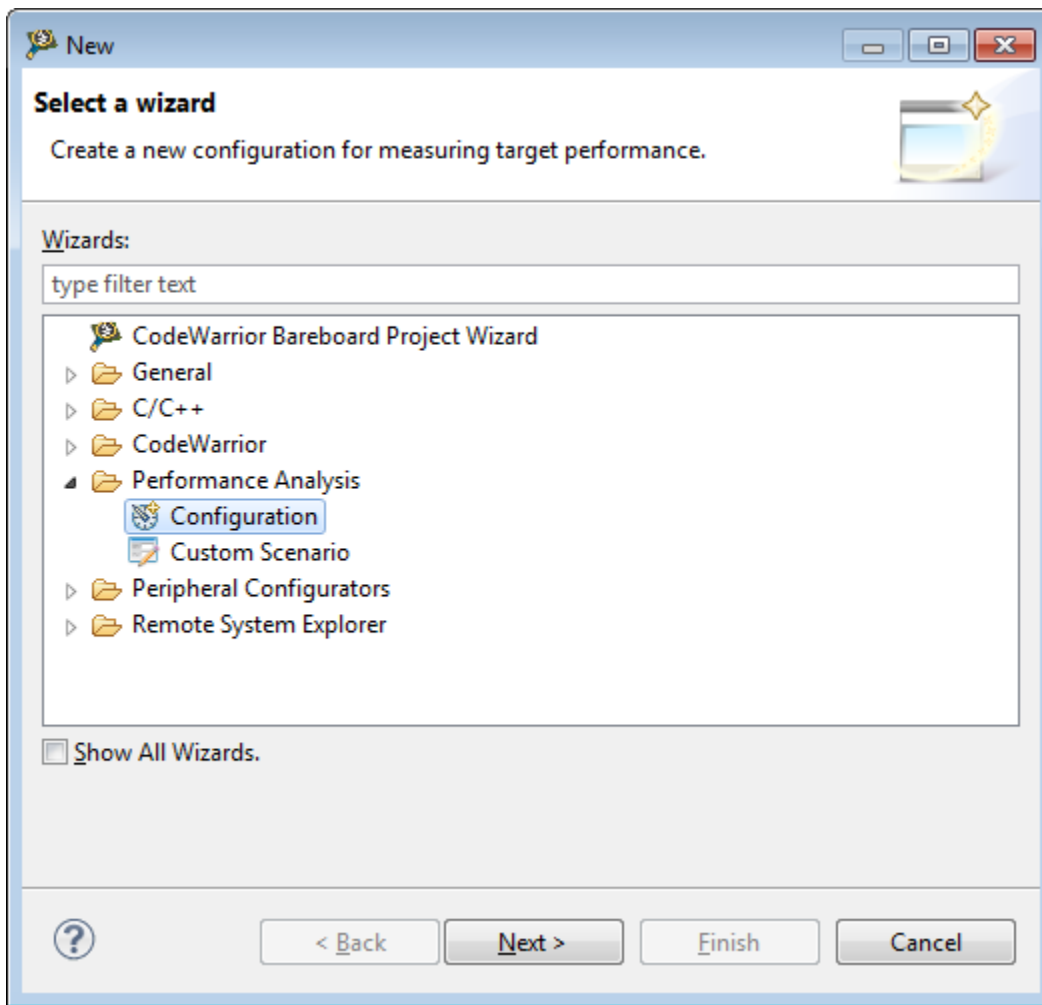 New
Select a wizard
Create a new configuration for measuring target performance.
Wizards:
type filter text
CodeWarrior Bareboard Project Wizard
General
C/C++
CodeWarrior
Performance Analysis
Configuration
Custom Scenario
Peripheral Configurators
Remote System Explorer
Show All Wizards.
? < Back Next > Finish Cancel